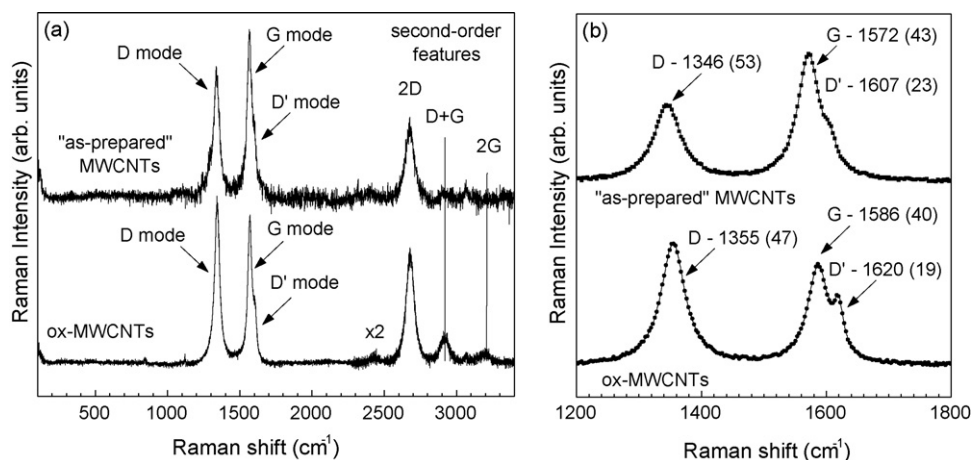 (a)
G mode
second-order
features
D mode
2D
D' mode
D+G
2G
"as-prepared"
MWCNTs
D mode
G mode
D' mode
ox-MWCNTs
x2
Raman Intensity (arb. units)
500 1000 1500 2000 2500 3000
Raman shift (cm-1)
(b)
G - 1572 (43)
D - 1346 (53)
D' - 1607 (23)
"as-prepared" MWCNTs
G - 1586 (40)
D - 1355 (47)
D' - 1620 (19)
ox-MWCNTs
Raman Intensity (arb. units)
1200 1400 1600 1800
Raman shift (cm-1)